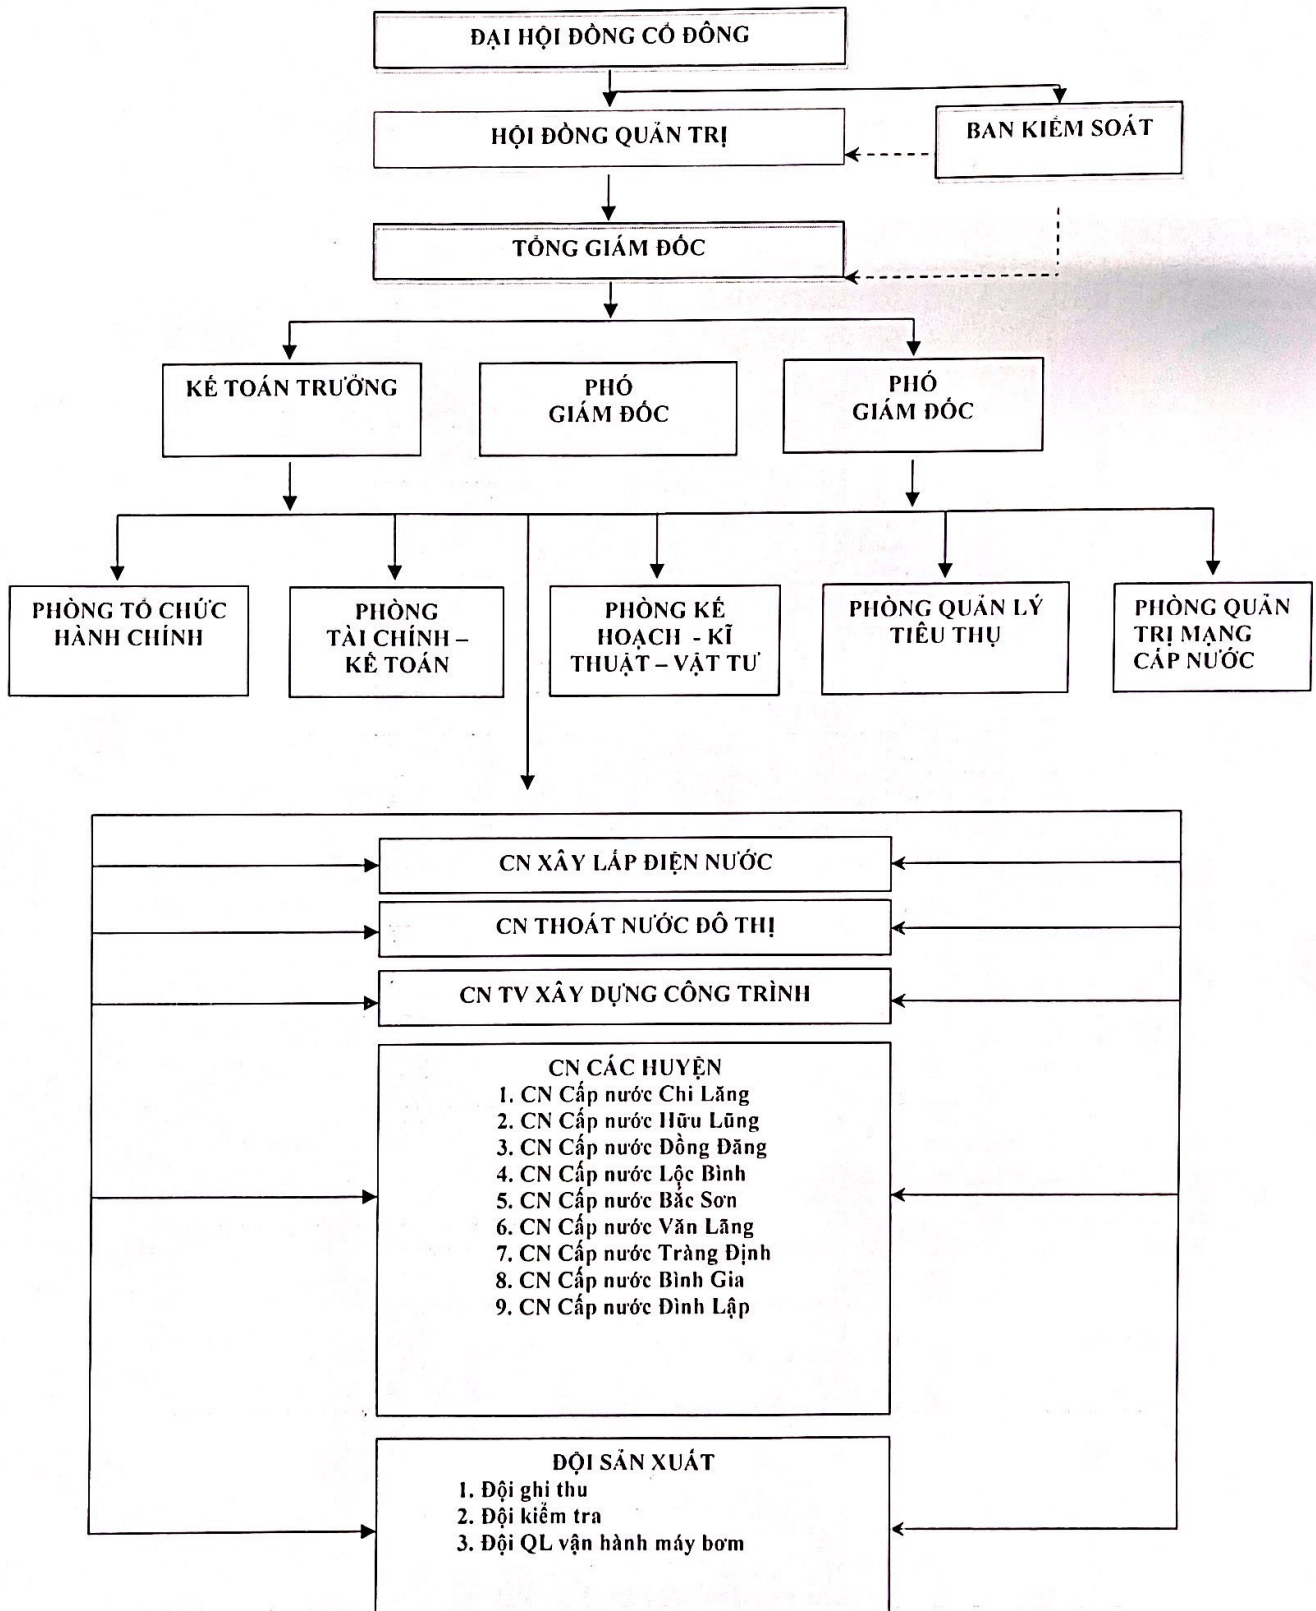 ĐẠI HỘI ĐỒNG CỔ ĐÔNG
HỘI ĐỒNG QUẢN TRỊ
BAN KIỂM SOÁT
TỔNG GIÁM ĐỐC
KẾ TOÁN TRƯỞNG
PHÓ
GIÁM ĐỐC
PHÓ
GIÁM ĐỐC
PHÒNG TỔ CHỨC
HÀNH CHÍNH
PHÒNG
TÀI CHÍNH –
KẾ TOÁN
PHÒNG KẾ
HOẠCH - KĨ
THUẬT – VẬT TƯ
PHÒNG QUẢN LÝ
TIÊU THỤ
PHÒNG QUẢN
TRỊ MẠNG
CẤP NƯỚC
CN XÂY LẮP ĐIỆN NƯỚC
CN THOÁT NƯỚC ĐÔ THỊ
CN TV XÂY DỰNG CÔNG TRÌNH
CN CÁC HUYỆN
1. CN Cấp nước Chi Lăng
2. CN Cấp nước Hữu Lũng
3. CN Cấp nước Đồng Đăng
4. CN Cấp nước Lộc Bình
5. CN Cấp nước Bắc Sơn
6. CN Cấp nước Văn Lãng
7. CN Cấp nước Tràng Định
8. CN Cấp nước Bình Gia
9. CN Cấp nước Đình Lập
ĐỘI SẢN XUẤT
1. Đội ghi thu
2. Đội kiểm tra
3. Đội QL vận hành máy bơm